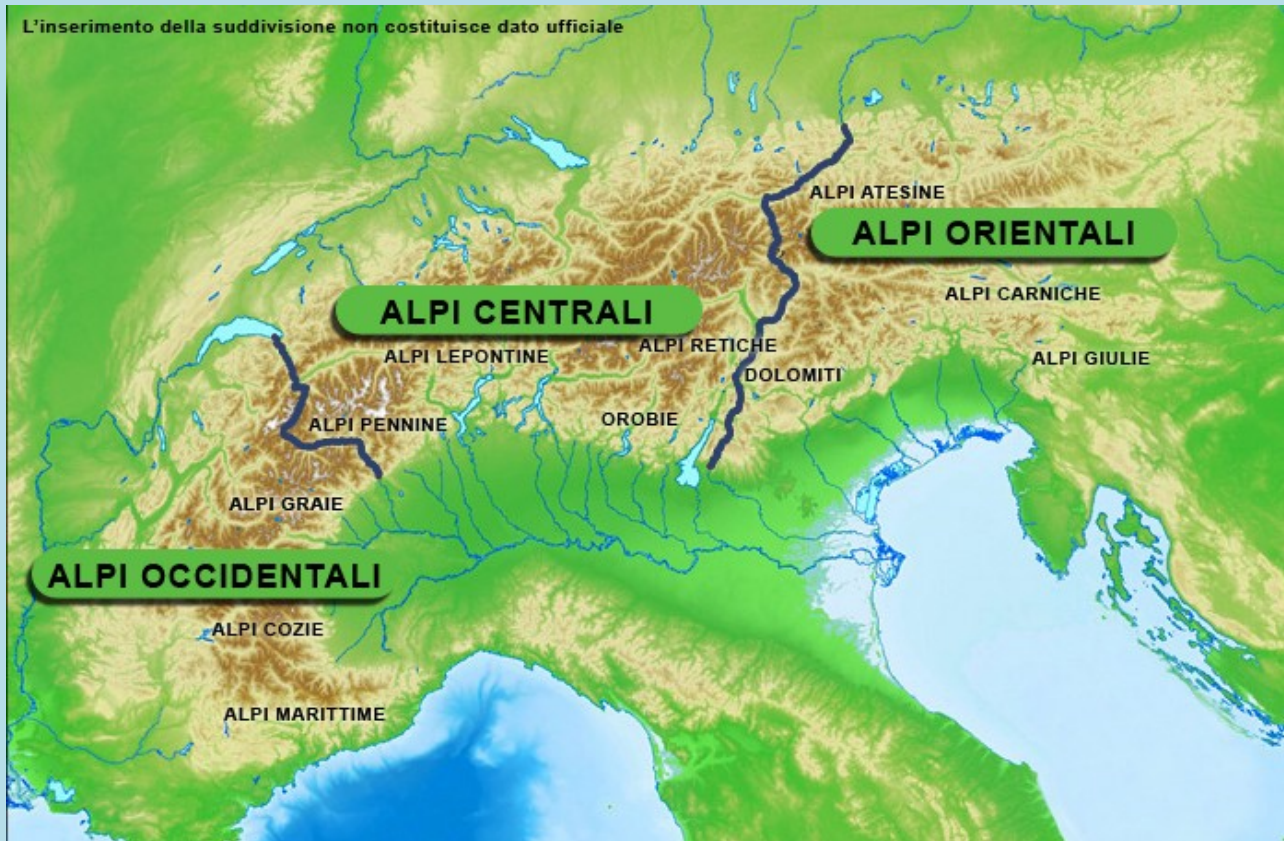 L'inserimento della suddivisione non costituisce dato ufficiale
ALPI ATESINE
ALPI ORIENTALI
ALPI CARNICHE
ALPI CENTRALI
ALPI RETICHE
ALPI LEPONTINE
ALPI GIULIE
DOLOMITI
OROBIE
ALPI PENNINE
ALPI GRAIE
ALPI OCCIDENTALI
ALPI COZIE
ALPI MARITTIME